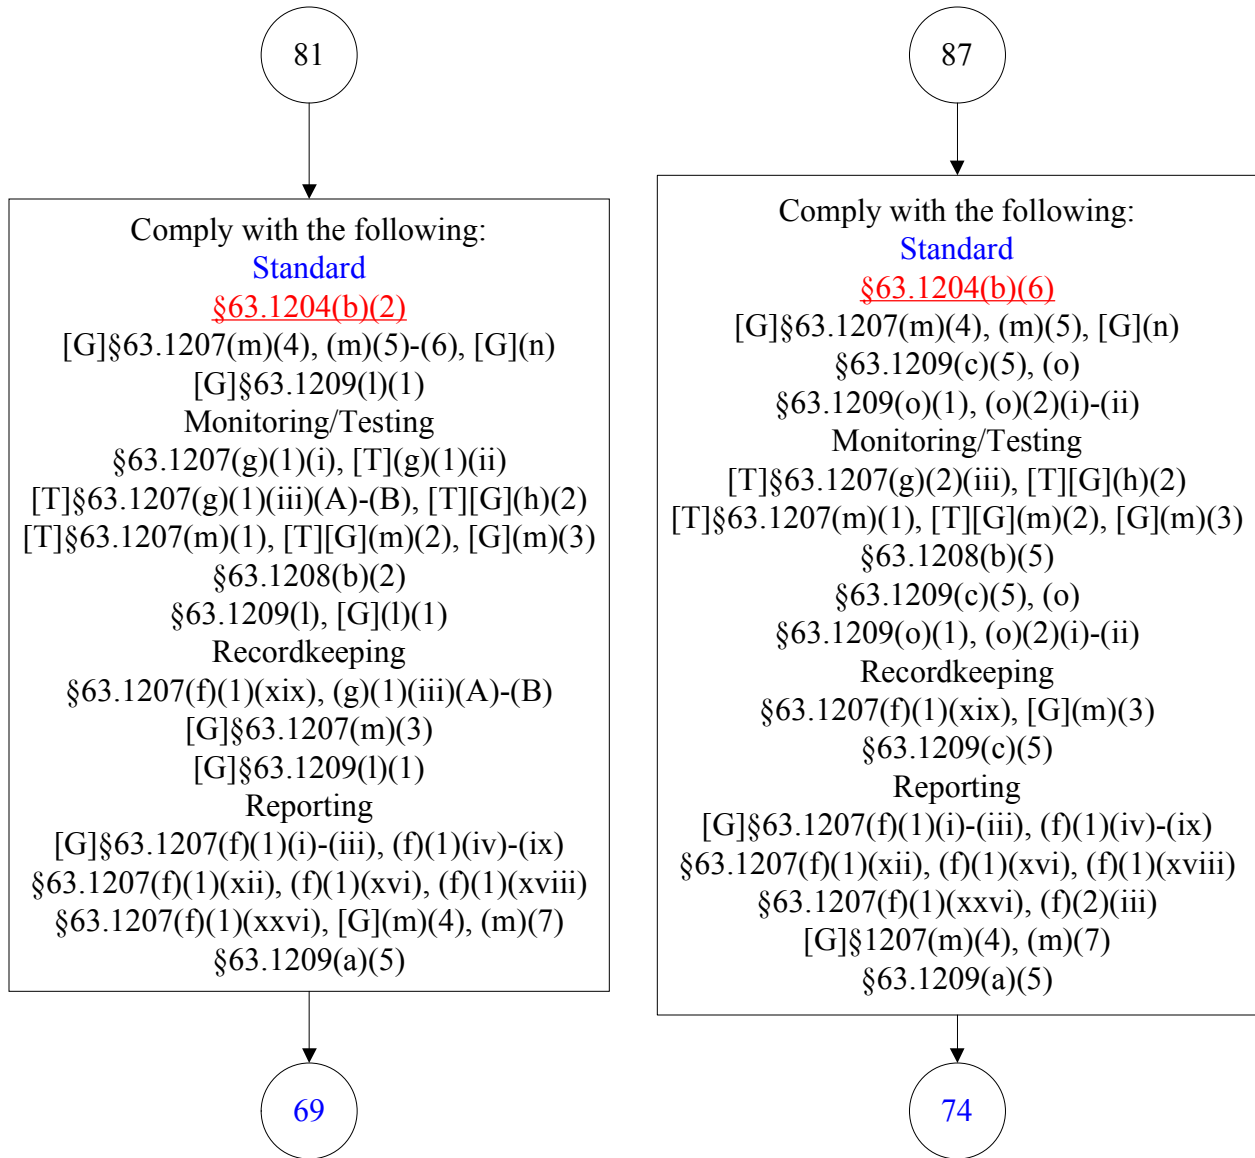 81
Comply with the following:
Standard
§63.1204(b)(2)
[G]§63.1207(m)(4), (m)(5)-(6), [G](n)
[G]§63.1209(l)(1)
Monitoring/Testing
§63.1207(g)(1)(i), [T](g)(1)(ii)
[T]§63.1207(g)(1)(iii)(A)-(B), [T][G](h)(2)
[T]§63.1207(m)(1), [T][G](m)(2), [G](m)(3)
§63.1208(b)(2)
§63.1209(l), [G](l)(1)
Recordkeeping
§63.1207(f)(1)(xix), (g)(1)(iii)(A)-(B)
[G]§63.1207(m)(3)
[G]§63.1209(l)(1)
Reporting
[G]§63.1207(f)(1)(i)-(iii), (f)(1)(iv)-(ix)
§63.1207(f)(1)(xii), (f)(1)(xvi), (f)(1)(xviii)
§63.1207(f)(1)(xxvi), [G](m)(4), (m)(7)
§63.1209(a)(5)
69
87
Comply with the following:
Standard
§63.1204(b)(6)
[G]§63.1207(m)(4), (m)(5), [G](n)
§63.1209(c)(5), (o)
§63.1209(o)(1), (o)(2)(i)-(ii)
Monitoring/Testing
[T]§63.1207(g)(2)(iii), [T][G](h)(2)
[T]§63.1207(m)(1), [T][G](m)(2), [G](m)(3)
§63.1208(b)(5)
§63.1209(c)(5), (o)
§63.1209(o)(1), (o)(2)(i)-(ii)
Recordkeeping
§63.1207(f)(1)(xix), [G](m)(3)
§63.1209(c)(5)
Reporting
[G]§63.1207(f)(1)(i)-(iii), (f)(1)(iv)-(ix)
§63.1207(f)(1)(xii), (f)(1)(xvi), (f)(1)(xviii)
§63.1207(f)(1)(xxvi), (f)(2)(iii)
[G]§1207(m)(4), (m)(7)
§63.1209(a)(5)
74